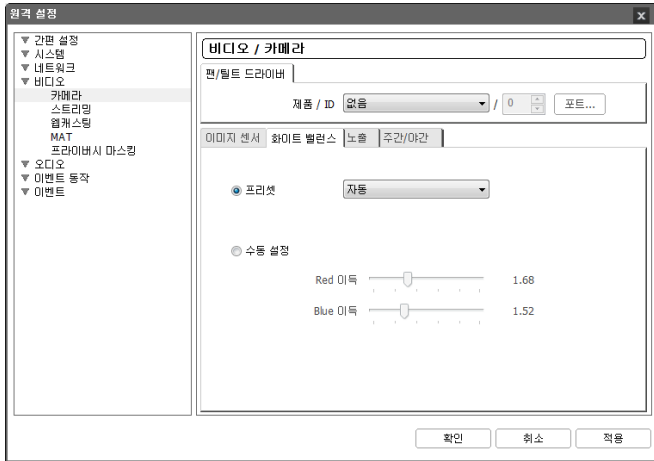 원격 설정
x
간편 설정
시스템
네트워크
비디오
카메라
스트리밍
웹캐스팅
MAT
프라이버시 마스킹
오디오
이벤트 동작
이벤트
비디오 / 카메라
팬/틸트 드라이버
제품 / ID 없음 / 0 포트...
이미지 센서 화이트 밸런스 노출 주간/야간
프리셋 자동
수동 설정
Red 이득 1.68
Blue 이득 1.52
확인 취소 적용